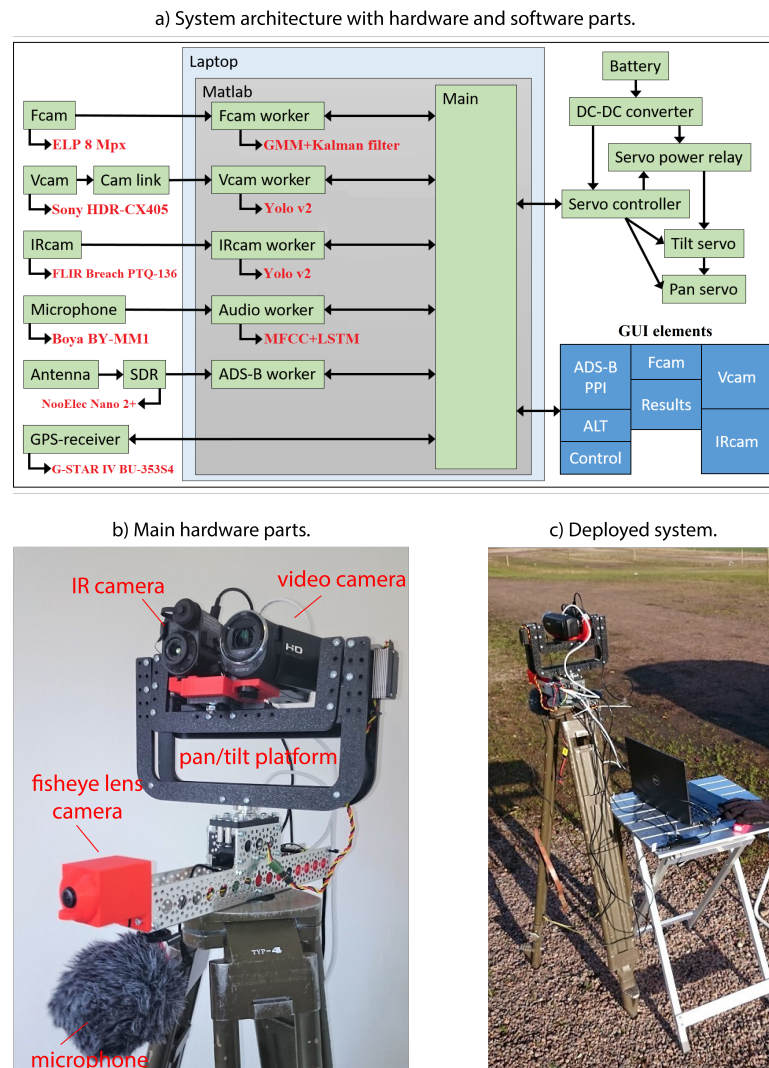 a) System architecture with hardware and software parts.
Laptop
Matlab
Main
Fcam
ELP 8 Mpx
Fcam worker
GMM+Kalman filter
Vcam
Cam link
Sony HDR-CX405
Vcam worker
Yolo v2
IRcam
FLIR Breach PTQ-136
IRcam worker
Yolo v2
Microphone
Boya BY-MM1
Audio worker
MFCC+LSTM
Antenna
SDR
NooElec Nano 2+
ADS-B worker
GPS-receiver
G-STAR IV BU-353S4
Battery
DC-DC converter
Servo power relay
Servo controller
Tilt servo
Pan servo
GUI elements
ADS-B
PPI
Fcam
Vcam
Results
ALT
IRcam
Control
b) Main hardware parts.
IR camera
video camera
HD
SONY
pan/tilt platform
fisheye lens
camera
TYP-4
microphone
c) Deployed system.
DELL